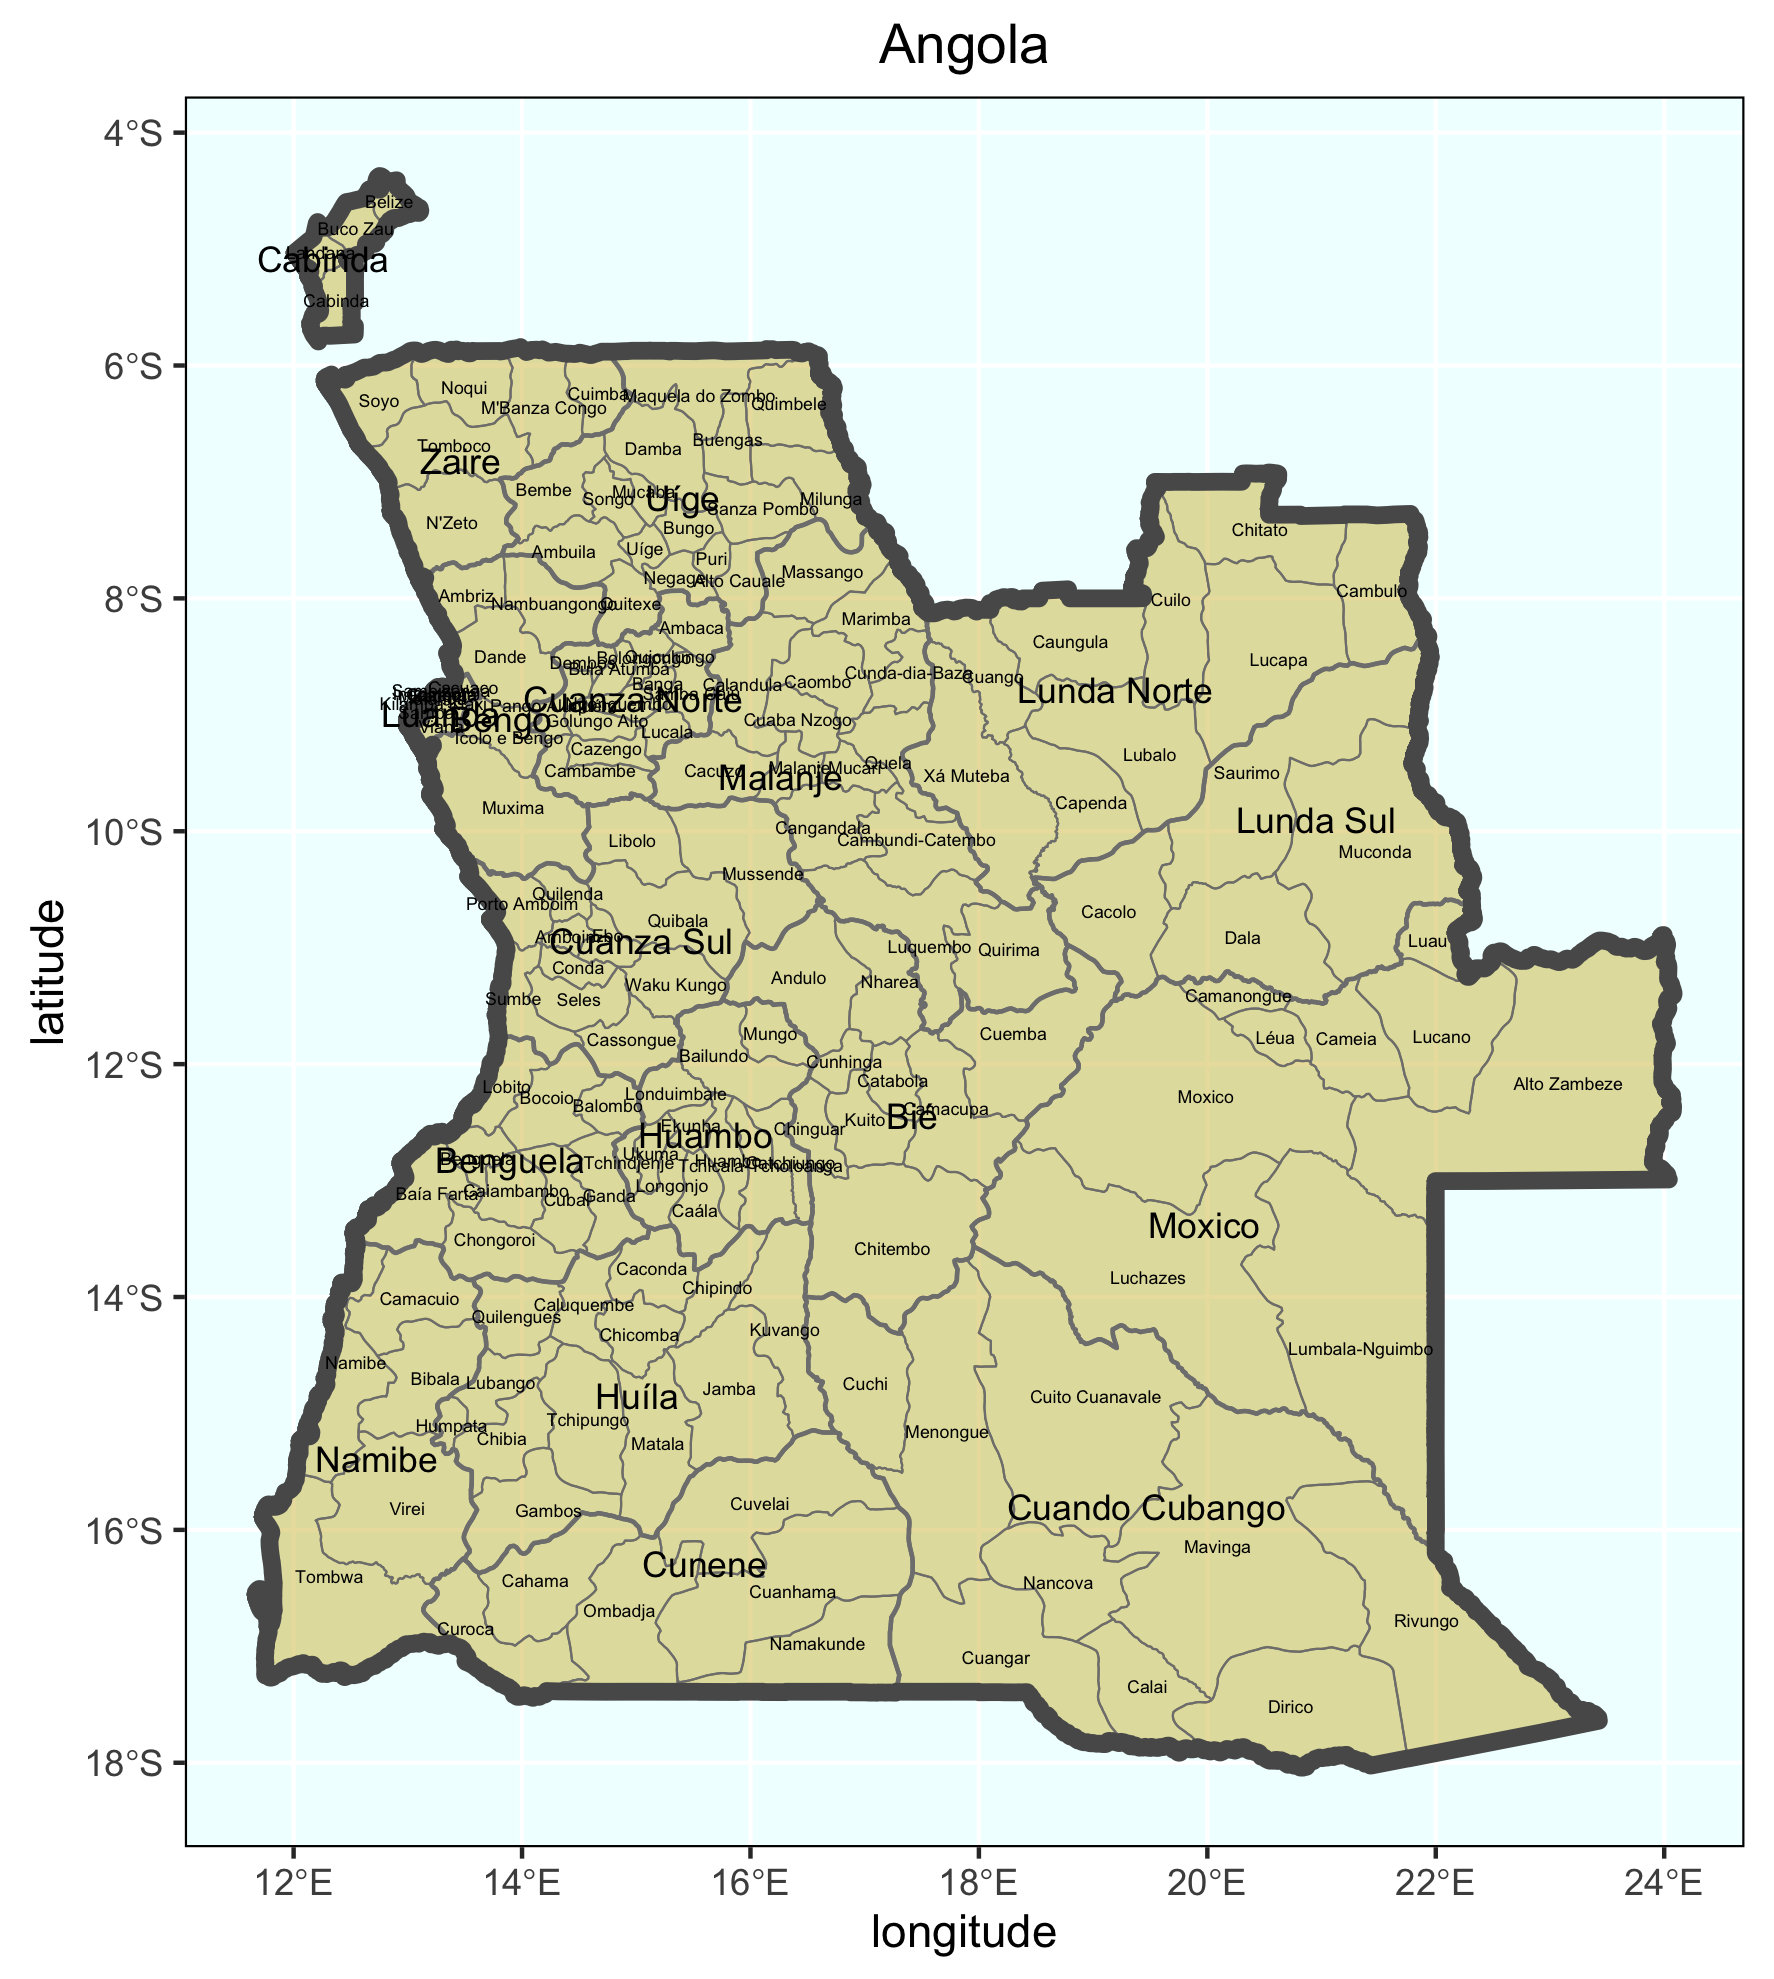 Angola
4°S
Belize
Buco Zau
Landana
Cabinda
Cabinda
6°S
Noqui
Cuimba
Maquela do Zombo
Soyo
M'Banza Congo
Quimbele
Buengas
Tomboco
Damba
Zaire
Bembe
Mucaba
Songo
Uíge
Milunga
Sanza Pombo
N'Zeto
Bungo
Chitato
Uíge
Ambuila
Puri
Massango
Negage
Alto Cauale
Cambulo
8°S
Ambriz
Nambuangongo
Quitexe
Cuilo
Marimba
Ambaca
Caungula
Dande
Dembos
Bolongongo
Quiculungo
Lucapa
Bula Atumba
Cunda-dia-Baza
Cuango
Banga
Calandula
Caombo
Lunda Norte
Cacuaco
Samba Caju
Cuanza Norte
Luanda
Bengo
Pango Aluquém
Golungo Alto
Cuaba Nzogo
Viana
Lucala
Icolo e Bengo
Cazengo
Lubalo
Quela
Cambambe
Cacuzo
Malanje
Mucari
Malanje
Xá Muteba
Saurimo
Capenda
Muxima
Lunda Sul
10°S
Cangandala
Libolo
Cambundi-Catembo
Muconda
Mussende
Quilenda
Porto Amboim
Cacolo
Quibala
Amboim
Ebo
Cuanza Sul
Dala
Luau
Luquembo
Quirima
Conda
Andulo
Nharea
Waku Kungo
Sumbe
Seles
Camanongue
Cassongue
Mungo
Cuemba
Léua
Cameia
Lucano
Bailundo
12°S
Cunhinga
Catabola
Alto Zambeze
Lobito
Bocoio
Londuimbale
Balombo
Moxico
Camacupa
Bié
Kuito
Ekunha
Chinguar
Huambo
Ukuma
Benguela
Benguela
Tchindjenje
Tchicala-Tcholoanga
Huambo
Catchiungo
Baía Farta
Caiambambo
Cubal
Ganda
Longonjo
Caála
Moxico
Chongoroi
Chitembo
Caconda
Luchazes
Chipindo
14°S
Camacuio
Caluquembe
Quilengues
Chicomba
Kuvango
Lumbala-Nguimbo
Namibe
Bibala
Lubango
Jamba
Cuchi
Huíla
Cuito Cuanavale
Humpata
Tchipungo
Menongue
Chibia
Matala
Namibe
Virei
Gambos
Cuvelai
Cuando Cubango
16°S
Mavinga
Cunene
Tombwa
Cahama
Cuanhama
Nancova
Ombadja
Rivungo
Curoca
Namakunde
Cuangar
Calai
Dirico
18°S
12°E
14°E
16°E
18°E
20°E
22°E
24°E
longitude
latitude